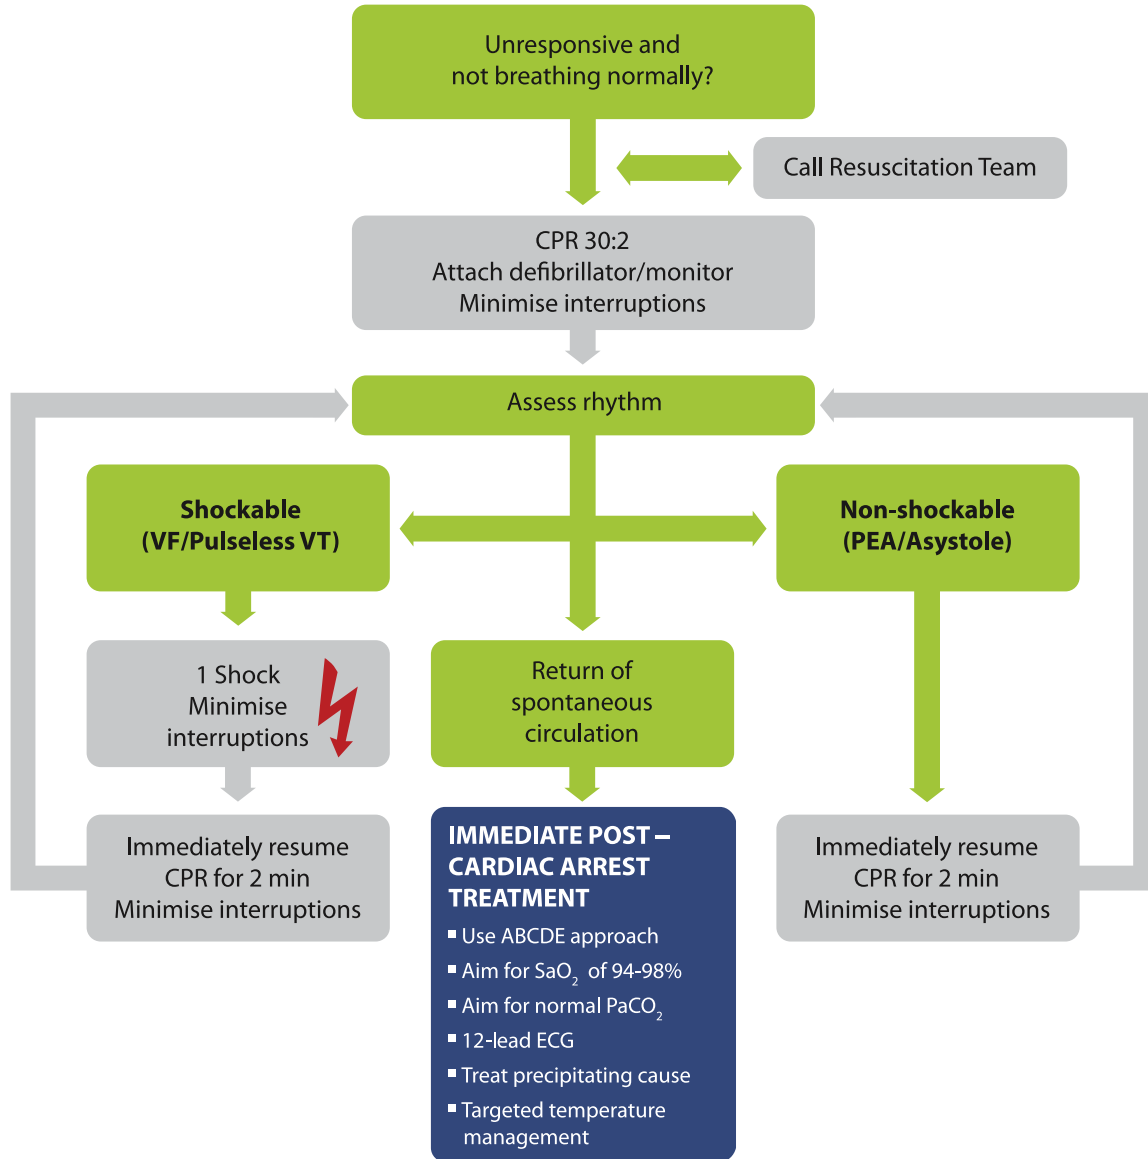 Unresponsive and
not breathing normally?
Call Resuscitation Team
CPR 30:2
Attach defibrillator/monitor
Minimise interruptions
Assess rhythm
Shockable
(VF/Pulseless VT)
Non-shockable
(PEA/Asystole)
1 Shock
Minimise
interruptions
Return of
spontaneous
circulation
Immediately resume
CPR for 2 min
Minimise interruptions
IMMEDIATE POST –
CARDIAC ARREST
TREATMENT
▪ Use ABCDE approach
▪ Aim for SaO₂ of 94-98%
▪ Aim for normal PaCO₂
▪ 12-lead ECG
▪ Treat precipitating cause
▪ Targeted temperature
management
Immediately resume
CPR for 2 min
Minimise interruptions